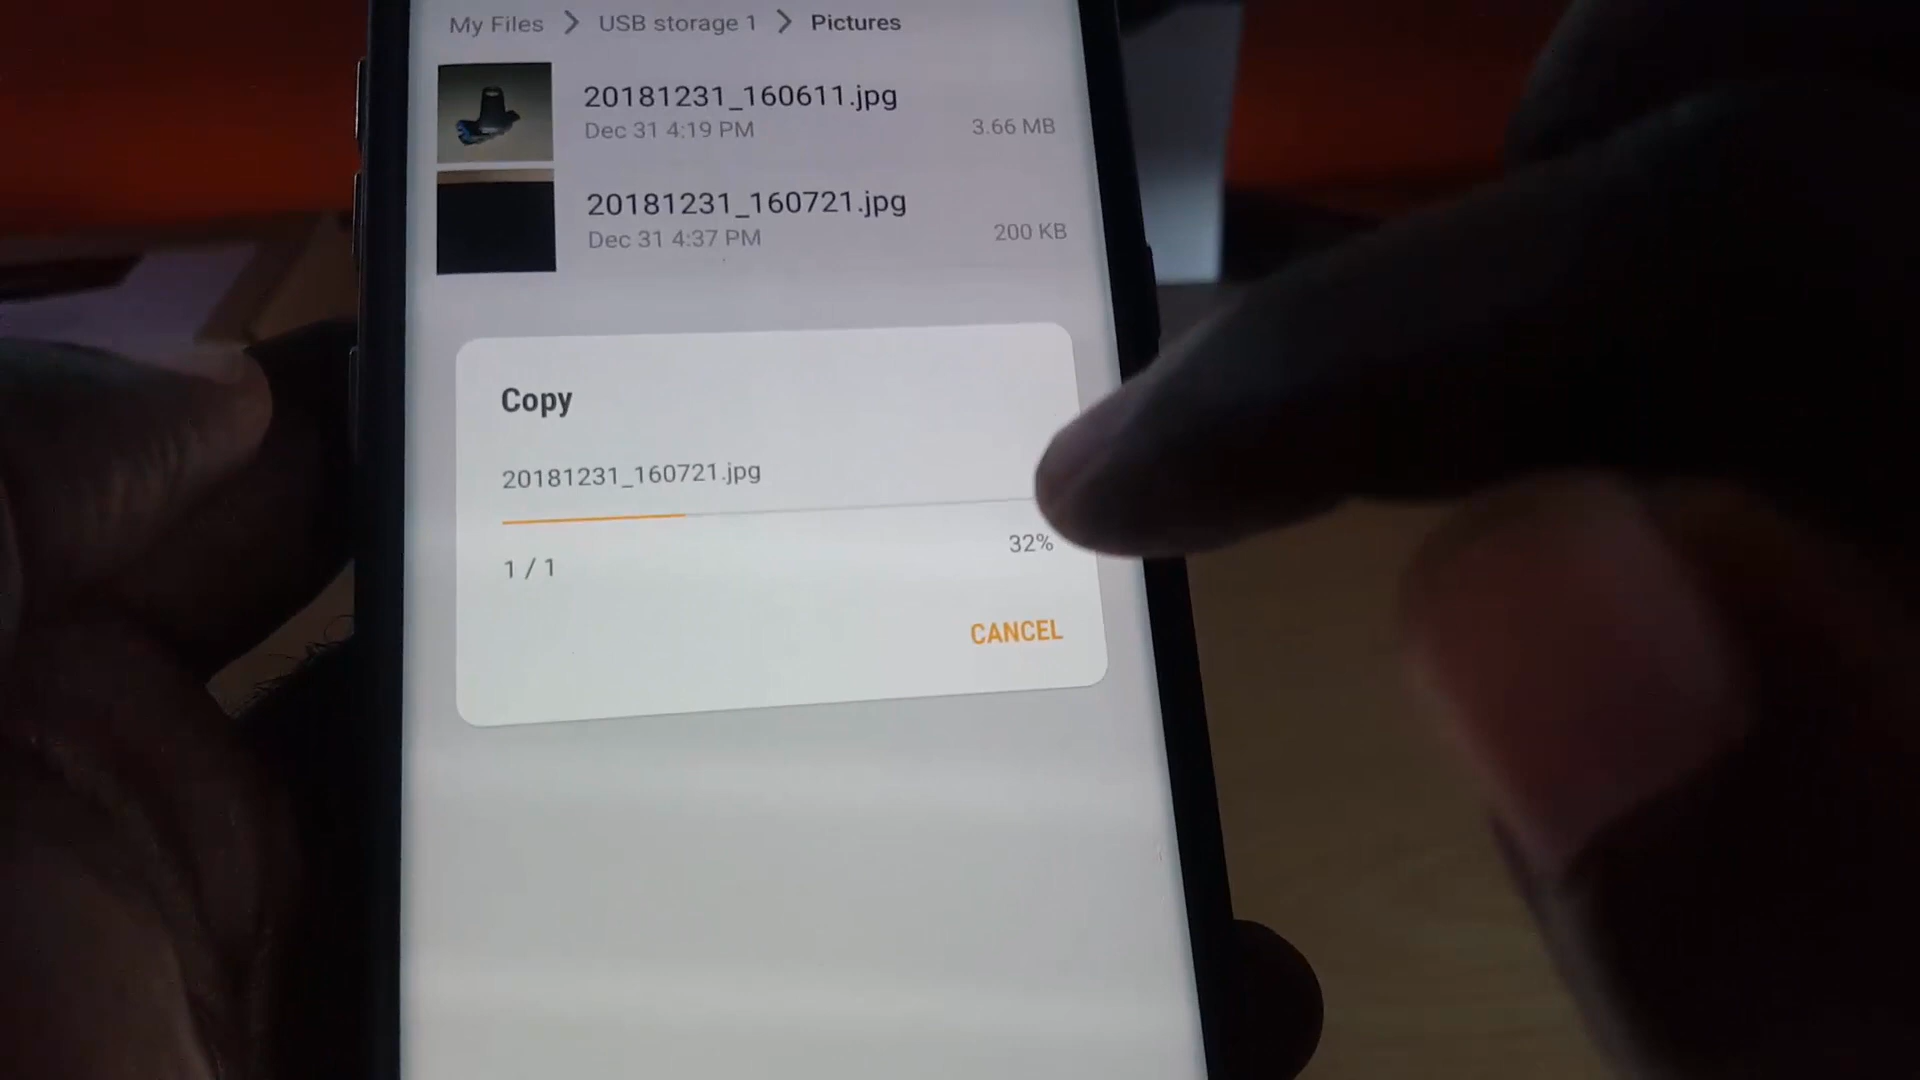 My Files > USB storage 1 > Pictures
20181231_160611.jpg
Dec 31 4:19 PM
3.66 MB
20181231_160721.jpg
Dec 31 4:37 PM
200 KB
Copy
20181231_160721.jpg
32%
1 / 1
CANCEL